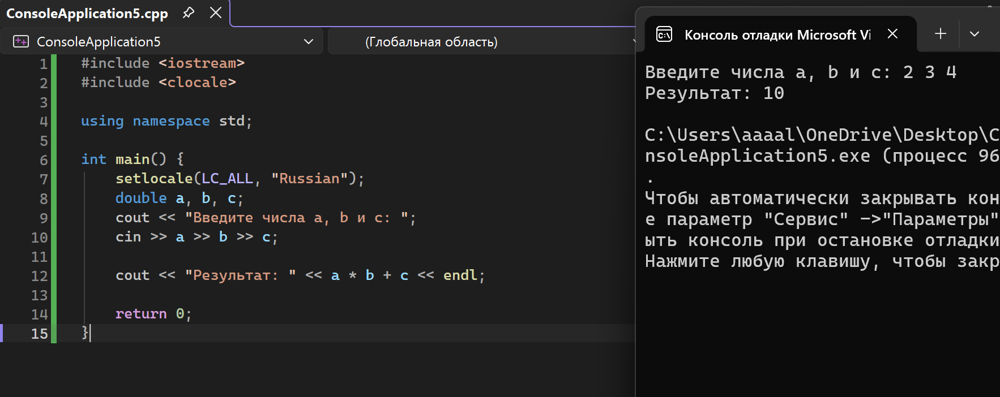 ConsoleApplication5.cpp
ConsoleApplication5
(Глобальная область)
1 #include <iostream>
2 #include <clocale>
3
4 using namespace std;
5
6 int main() {
7 setlocale(LC_ALL, "Russian");
8 double a, b, c;
9 cout << "Введите числа a, b и c: ";
10 cin >> a >> b >> c;
11
12 cout << "Результат: " << a * b + c << endl;
13
14 return 0;
15 }
Консоль отладки Microsoft Vi
Введите числа a, b и c: 2 3 4
Результат: 10
C:\Users\aaaal\OneDrive\Desktop\C
nsoleApplication5.exe (процесс 96
.
Чтобы автоматически закрывать кон
е параметр "Сервис" ->"Параметры"
ыть консоль при остановке отладки
Нажмите любую клавишу, чтобы закр